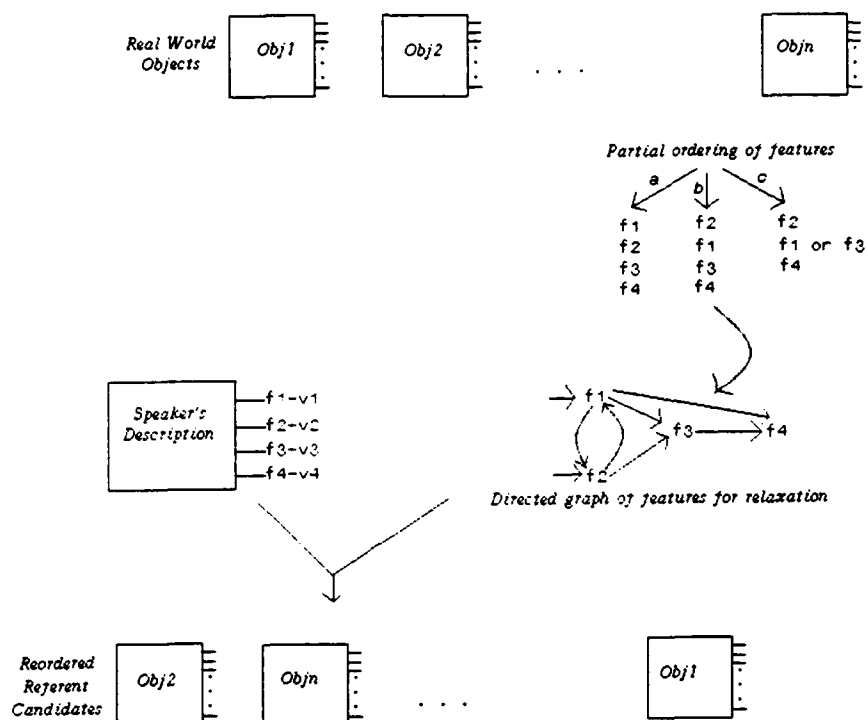 Real World
Objects
Obj1
Obj2
. . .
Objn
Partial ordering of features
a
b
c
f1 f2 f2
f2 f1 f1 or f3
f3 f3 f4
f4 f4
Speaker's
Description
f1-v1
f2-v2
f3-v3
f4-v4
f1
f3
f4
f2
Directed graph of features for relaxation
Reordered
Referent
Candidates
Obj2
Objn
. . .
Obj1